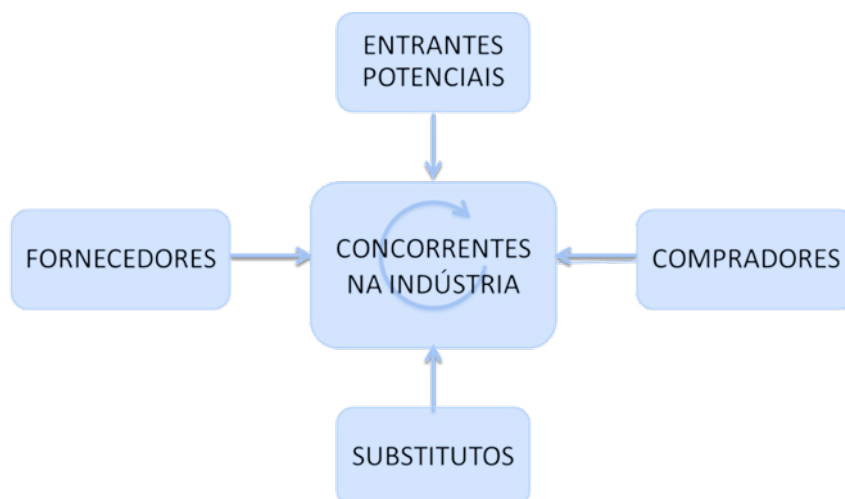 ENTRANTES
POTENCIAIS
FORNECEDORES
CONCORRENTES
NA INDÚSTRIA
COMPRADORES
SUBSTITUTOS